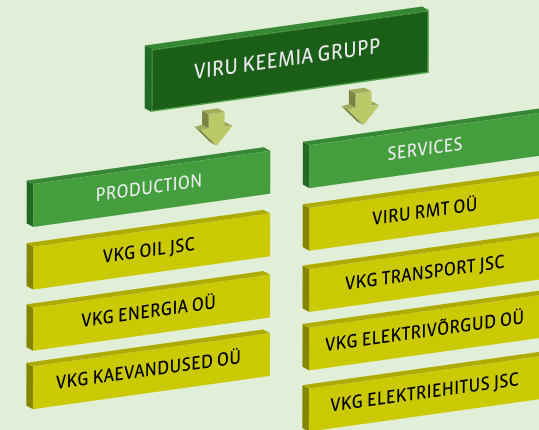 VIRU KEEMIA GRUPP
PRODUCTION
VKG OIL JSC
VKG ENERGIA OÜ
VKG KAEVANDUSED OÜ
SERVICES
VIRU RMT OÜ
VKG TRANSPORT JSC
VKG ELEKTRIVÕRGUD OÜ
VKG ELEKTRIEHITUS JSC